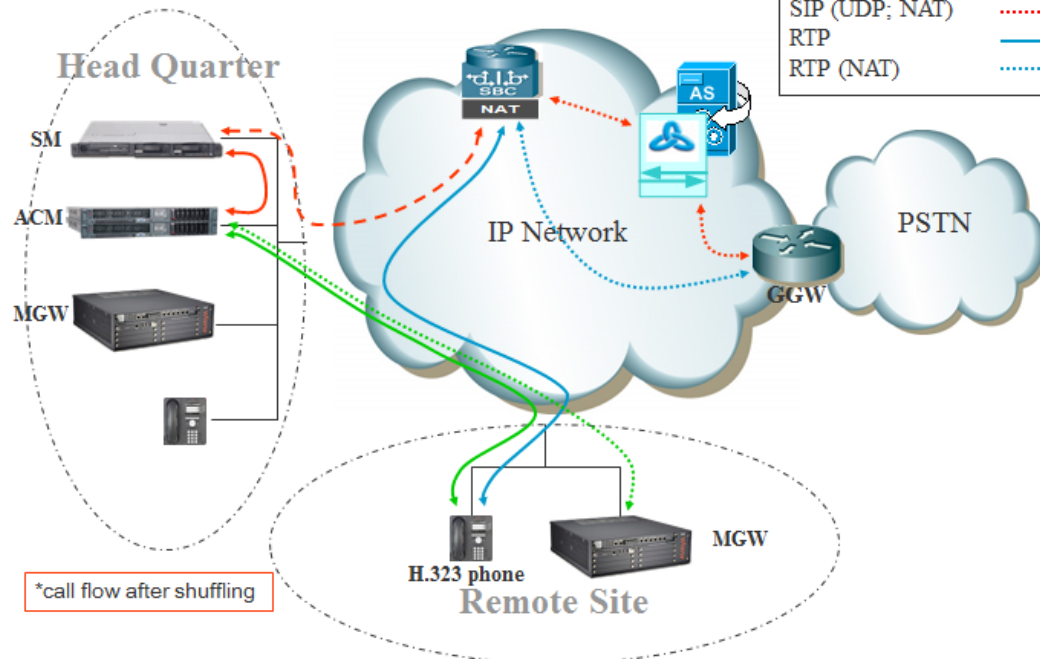 SIP (UDP; NAT)
RTP
RTP (NAT)
Head Quarter
SM
ACM
MGW
SBC
NAT
AS
IP Network
PSTN
GGW
H.323 phone
MGW
Remote Site
*call flow after shuffling